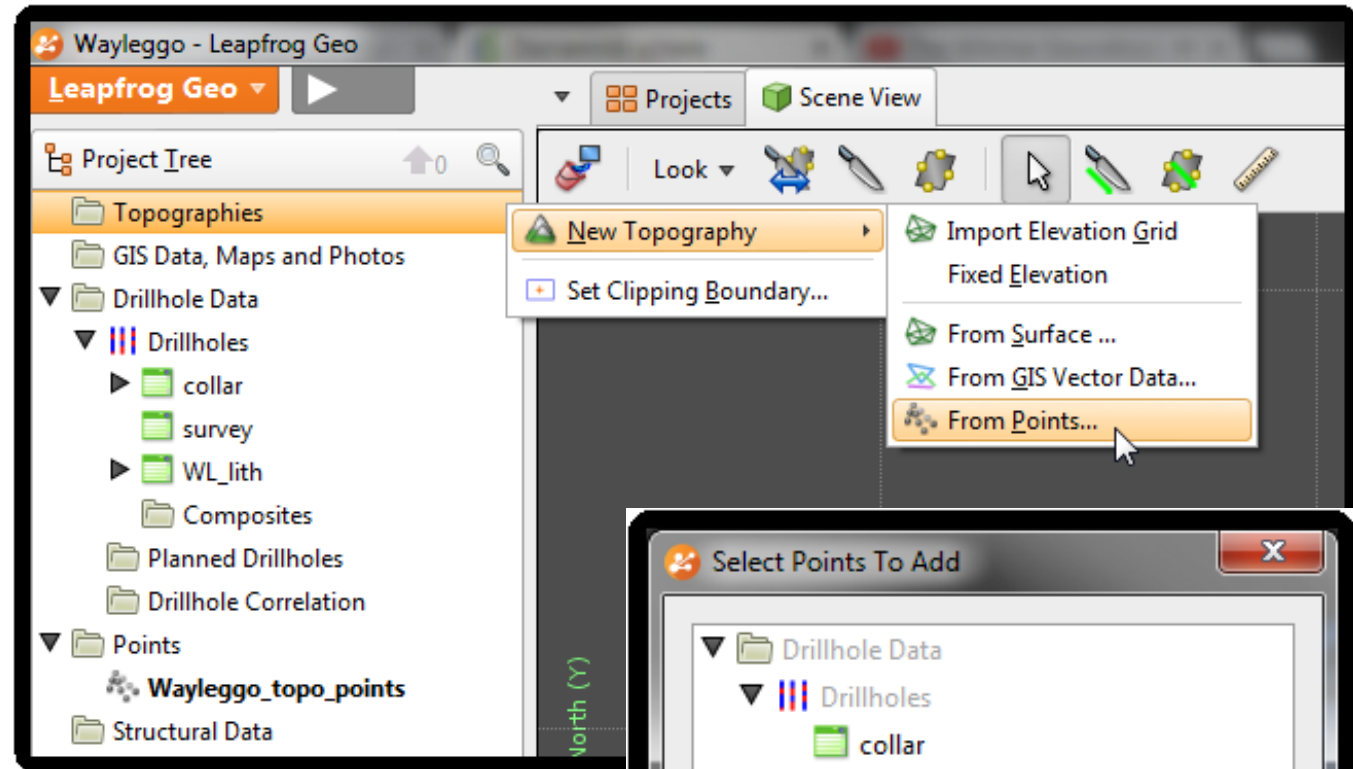 Wayleggo - Leapfrog Geo
Leapfrog Geo
Projects
Scene View
Project Tree
0
Look
Topographies
GIS Data, Maps and Photos
Drillhole Data
Drillholes
collar
survey
WL_lith
Composites
Planned Drillholes
Drillhole Correlation
Points
Wayleggo_topo_points
Structural Data
New Topography
Set Clipping Boundary...
Import Elevation Grid
Fixed Elevation
From Surface ...
From GIS Vector Data...
From Points...
North (Y)
Select Points To Add
Drillhole Data
Drillholes
collar